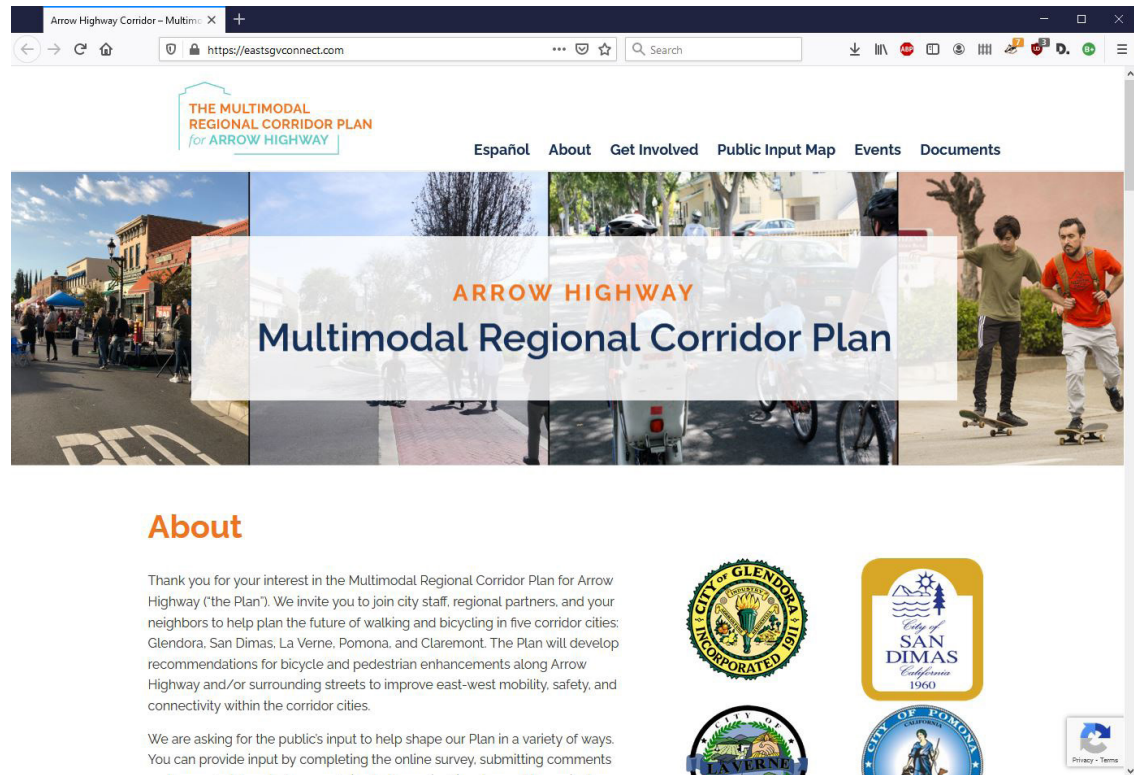 Arrow Highway Corridor – Multimo
https://eastsgvconnect.com
Search
ABP
7
3
D.
B+
THE MULTIMODAL
REGIONAL CORRIDOR PLAN
for ARROW HIGHWAY
Español About Get Involved Public Input Map Events Documents
ARROW HIGHWAY
Multimodal Regional Corridor Plan
PED
About
Thank you for your interest in the Multimodal Regional Corridor Plan for Arrow
Highway (“the Plan”). We invite you to join city staff, regional partners, and your
neighbors to help plan the future of walking and bicycling in five corridor cities:
Glendora, San Dimas, La Verne, Pomona, and Claremont. The Plan will develop
recommendations for bicycle and pedestrian enhancements along Arrow
Highway and/or surrounding streets to improve east-west mobility, safety, and
connectivity within the corridor cities.
We are asking for the public's input to help shape our Plan in a variety of ways.
You can provide input by completing the online survey, submitting comments
CITY OF GLENDORA
INDUSTRY
INCORPORATED 1911
City of
SAN
DIMAS
California
1960
CITY OF
LAVERNE
CITY OF POMONA
CALIFORNIA
Privacy - Terms